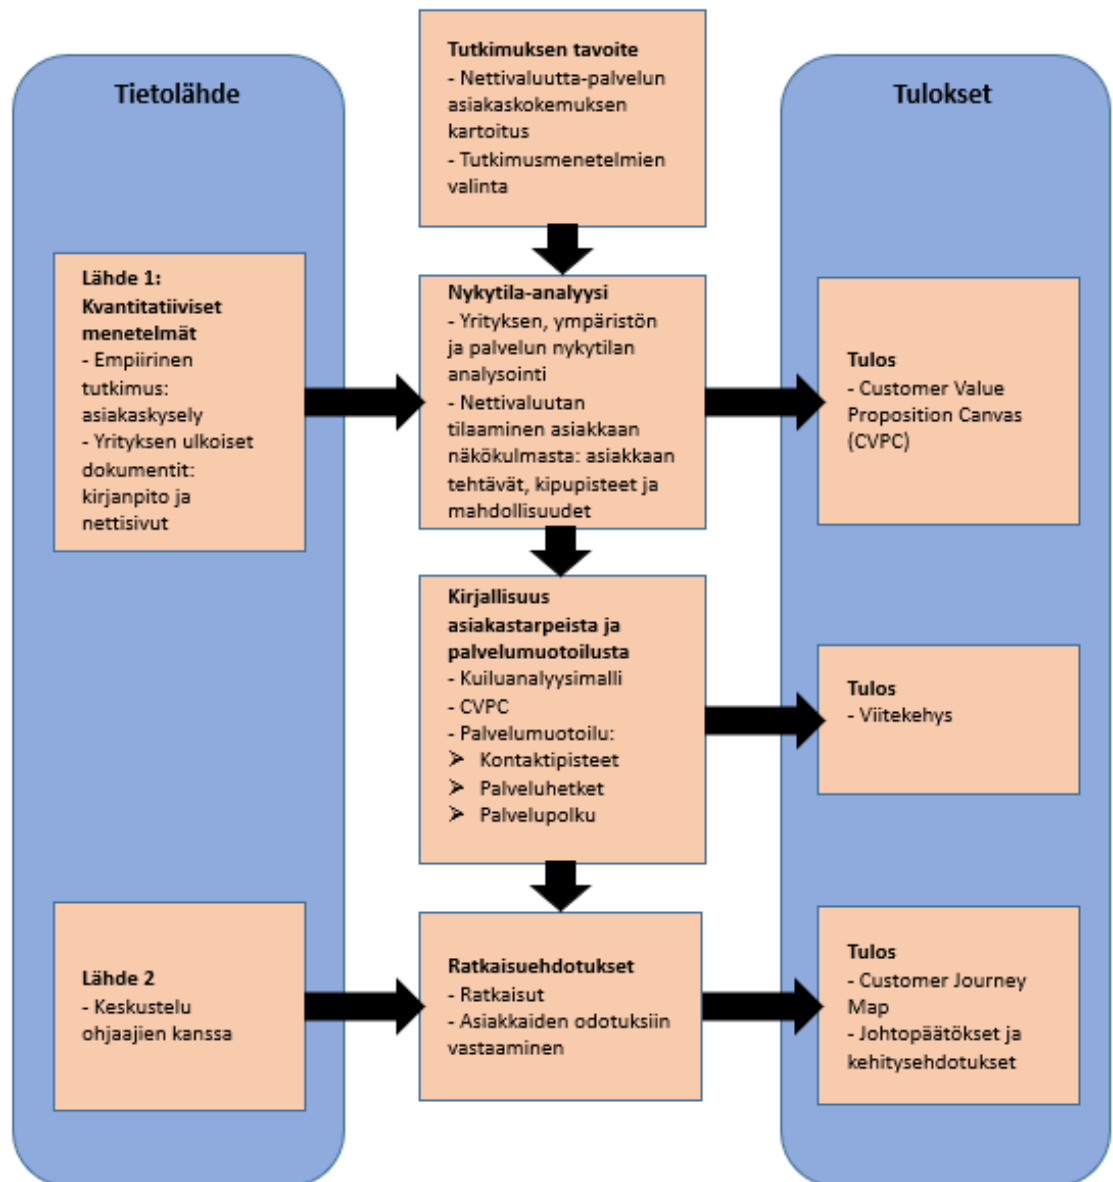 Tietolähde
Lähde 1:
Kvantitatiiviset
menetelmät
- Empiirinen
tutkimus:
asiakaskysely
- Yrityksen ulkoiset
dokumentit:
kirjanpito ja
nettisivut
Lähde 2
- Keskustelu
ohjaajien kanssa
Tutkimuksen tavoite
- Nettivaluutta-palvelun
asiakaskokemuksen
kartoitus
- Tutkimusmenetelmien
valinta
Nykytila-analyysi
- Yrityksen, ympäristön
ja palvelun nykytilan
analysointi
- Nettivaluutan
tilaaminen asiakkaan
näkökulmasta: asiakkaan
tehtävät, kipupisteet ja
mahdollisuudet
Kirjallisuus
asiakastarpeista ja
palvelumuotoilusta
- Kuiluanalyysimalli
- CVPC
- Palvelumuotoilu:
➢ Kontaktipisteet
➢ Palveluhetket
➢ Palvelupolku
Ratkaisuehdotukset
- Ratkaisut
- Asiakkaiden odotuksiin
vastaaminen
Tulokset
Tulos
- Customer Value
Proposition Canvas
(CVPC)
Tulos
- Viitekehys
Tulos
- Customer Journey
Map
- Johtopäätökset ja
kehitysehdotukset